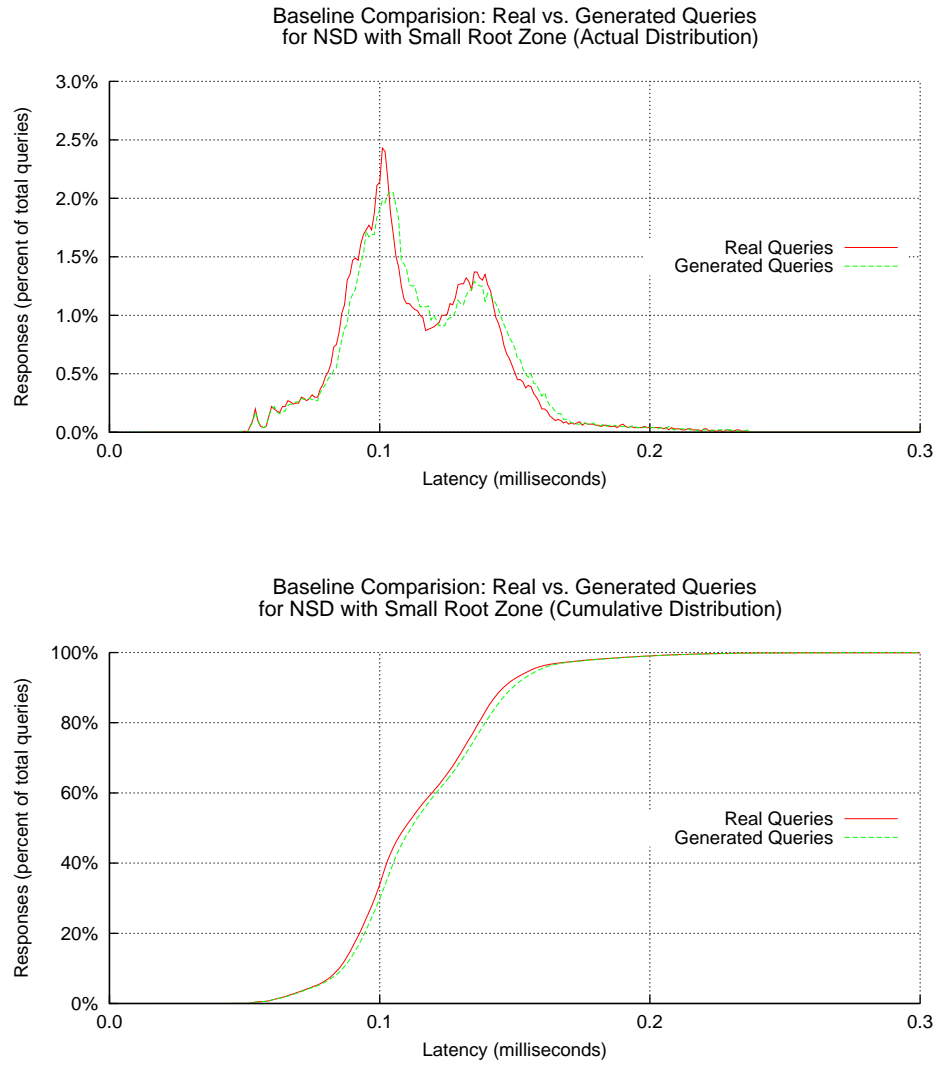 Baseline Comparision: Real vs. Generated Queries
for NSD with Small Root Zone (Actual Distribution)
3.0%
2.5%
2.0%
1.5%
1.0%
0.5%
0.0%
Responses (percent of total queries)
Real Queries
Generated Queries
0.0
0.1
0.2
0.3
Latency (milliseconds)
Baseline Comparision: Real vs. Generated Queries
for NSD with Small Root Zone (Cumulative Distribution)
100%
80%
60%
40%
20%
0%
Responses (percent of total queries)
Real Queries
Generated Queries
0.0
0.1
0.2
0.3
Latency (milliseconds)